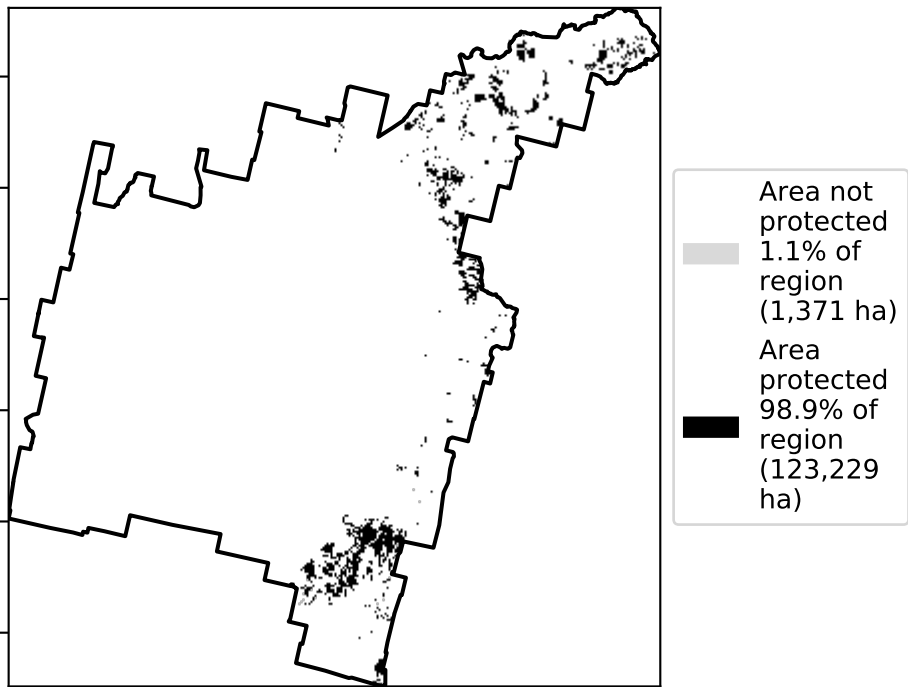 Area not
protected
1.1% of
region
(1,371 ha)
Area
protected
98.9% of
region
(123,229
ha)